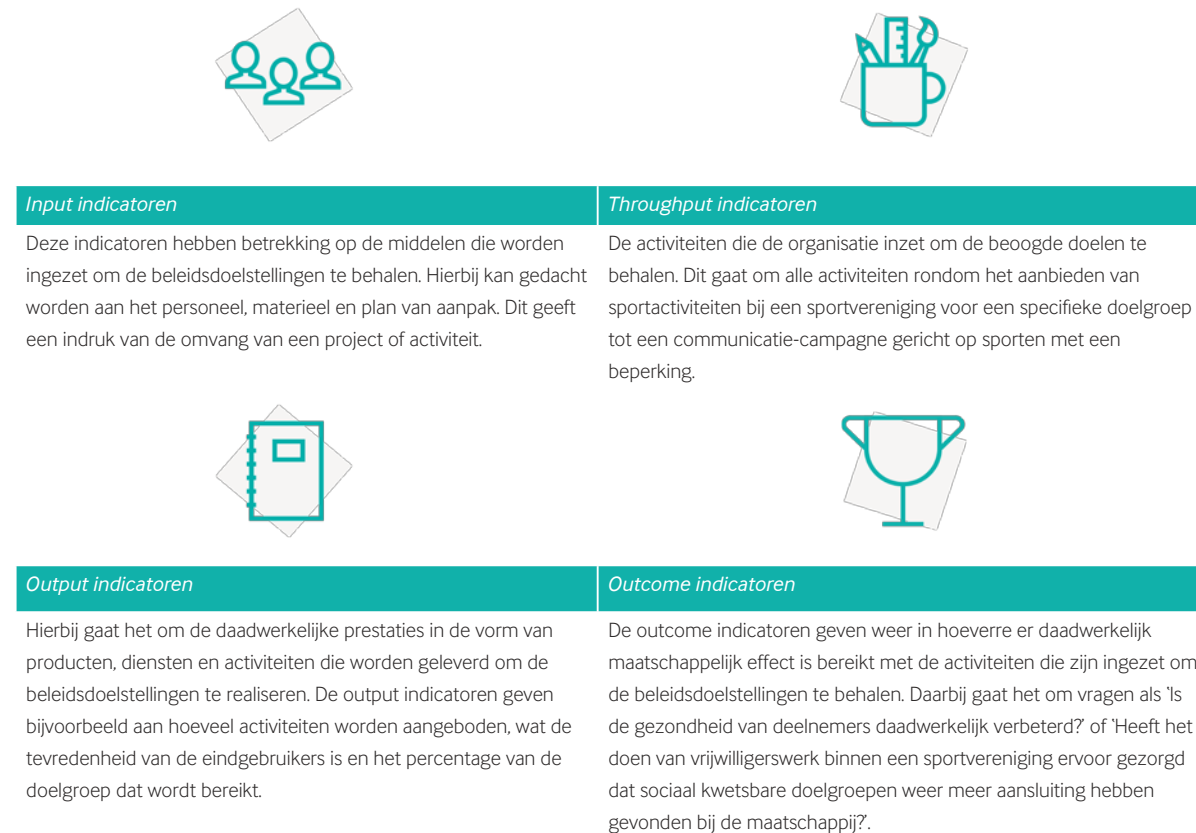 Input indicatoren
Deze indicatoren hebben betrekking op de middelen die worden
ingezet om de beleidsdoelstellingen te behalen. Hierbij kan gedacht
worden aan het personeel, materieel en plan van aanpak. Dit geeft
een indruk van de omvang van een project of activiteit.
Throughput indicatoren
De activiteiten die de organisatie inzet om de beoogde doelen te
behalen. Dit gaat om alle activiteiten rondom het aanbieden van
sportactiviteiten bij een sportvereniging voor een specifieke doelgroep
tot een communicatie-campagne gericht op sporten met een
beperking.
Output indicatoren
Hierbij gaat het om de daadwerkelijke prestaties in de vorm van
producten, diensten en activiteiten die worden geleverd om de
beleidsdoelstellingen te realiseren. De output indicatoren geven
bijvoorbeeld aan hoeveel activiteiten worden aangeboden, wat de
tevredenheid van de eindgebruikers is en het percentage van de
doelgroep dat wordt bereikt.
Outcome indicatoren
De outcome indicatoren geven weer in hoeverre er daadwerkelijk
maatschappelijk effect is bereikt met de activiteiten die zijn ingezet om
de beleidsdoelstellingen te behalen. Daarbij gaat het om vragen als 'Is
de gezondheid van deelnemers daadwerkelijk verbeterd?' of 'Heeft het
doen van vrijwilligerswerk binnen een sportvereniging ervoor gezorgd
dat sociaal kwetsbare doelgroepen weer meer aansluiting hebben
gevonden bij de maatschappij?'.